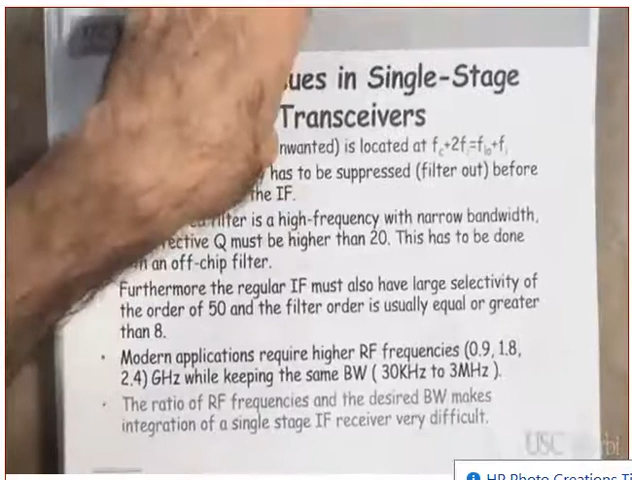 ues in Single-Stage
Transceivers
nwanted) is located at f_c+2f_i=f_lo+f_i
has to be suppressed (filter out) before
the IF.
filter is a high-frequency with narrow bandwidth,
ective Q must be higher than 20. This has to be done
an off-chip filter.
Furthermore the regular IF must also have large selectivity of
the order of 50 and the filter order is usually equal or greater
than 8.
· Modern applications require higher RF frequencies (0.9, 1.8,
2.4) GHz while keeping the same BW ( 30KHz to 3MHz ).
· The ratio of RF frequencies and the desired BW makes
integration of a single stage IF receiver very difficult.
USC
HP Photo Creations